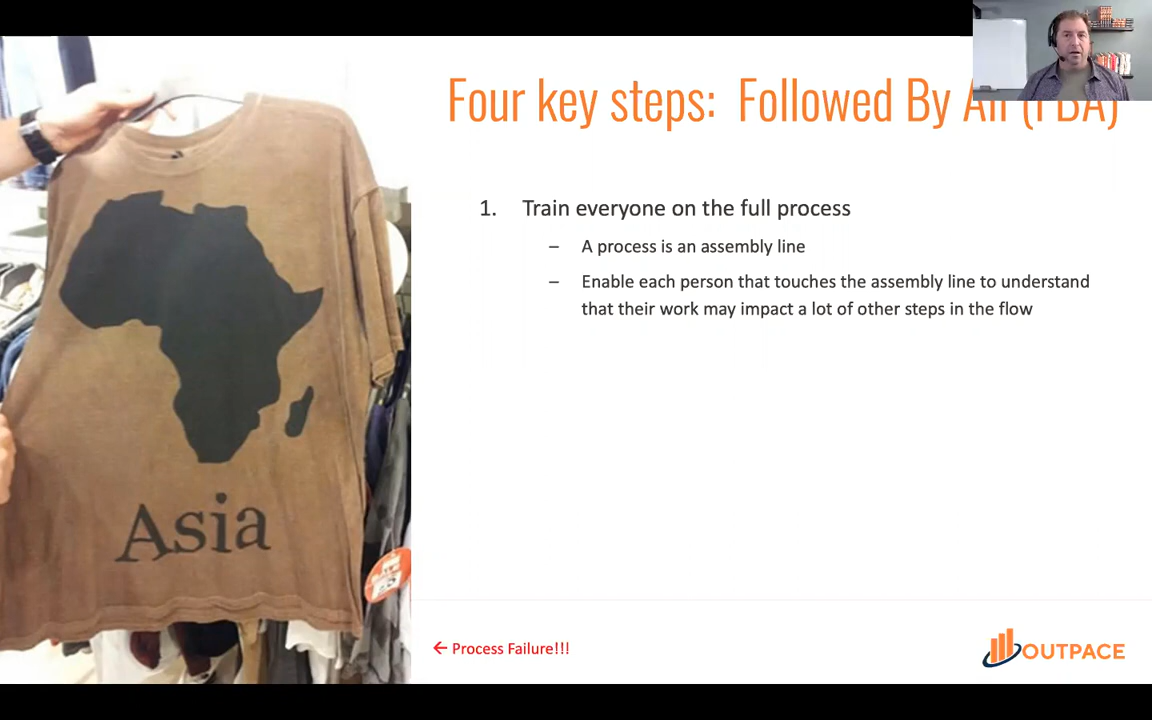 Four key steps: Followed By All (FBA)
1. Train everyone on the full process
– A process is an assembly line
– Enable each person that touches the assembly line to understand
that their work may impact a lot of other steps in the flow
Asia
← Process Failure!!!
OUTPACE